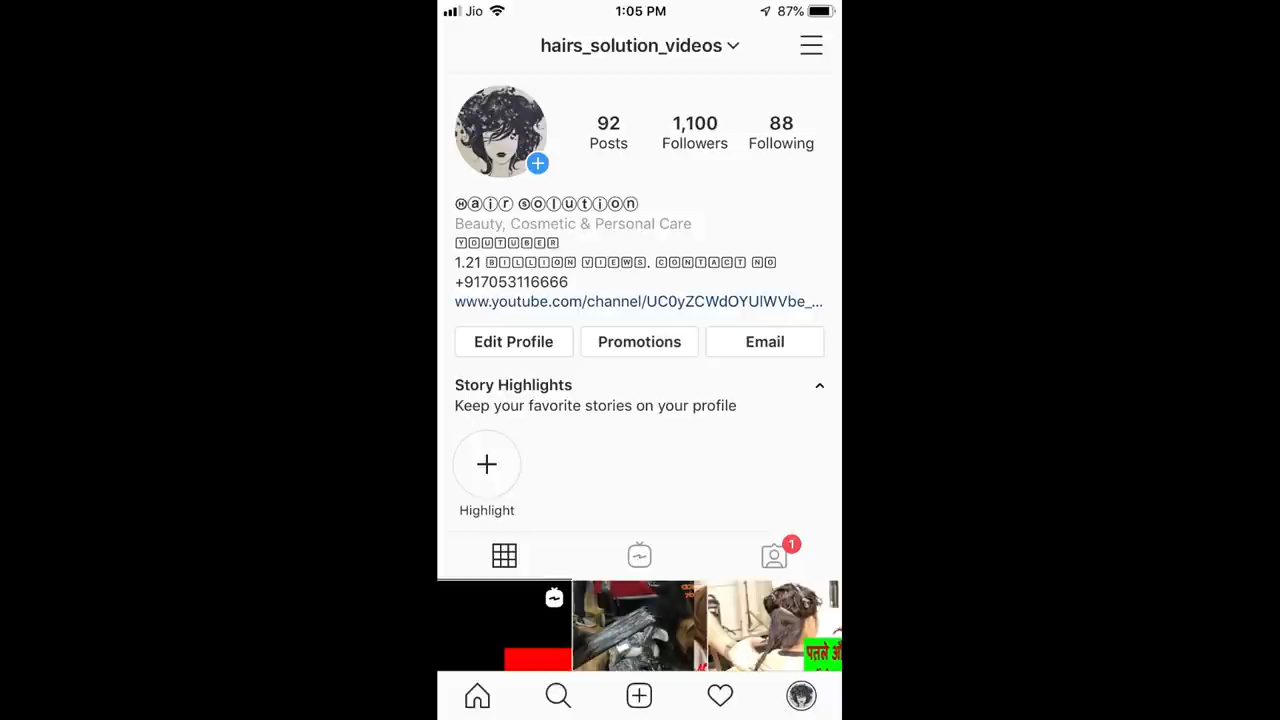 Jio 1:05 PM 87%
hairs_solution_videos
92 1,100 88
Posts Followers Following
Ⓗⓐⓘⓡ ⓢⓞⓛⓤⓣⓘⓞⓝ
Beauty, Cosmetic & Personal Care
🅈🄾🅄🅃🅄🄱🄴🅁
1.21 🄱🄸🄻🄻🄸🄾🄽 🅅🄸🄴🅆🅂. 🄲🄾🄽🅃🄰🄲🅃 🄽🄾
+917053116666
www.youtube.com/channel/UC0yZCWdOYUlWVbe_...
Edit Profile Promotions Email
Story Highlights
Keep your favorite stories on your profile
Highlight
1